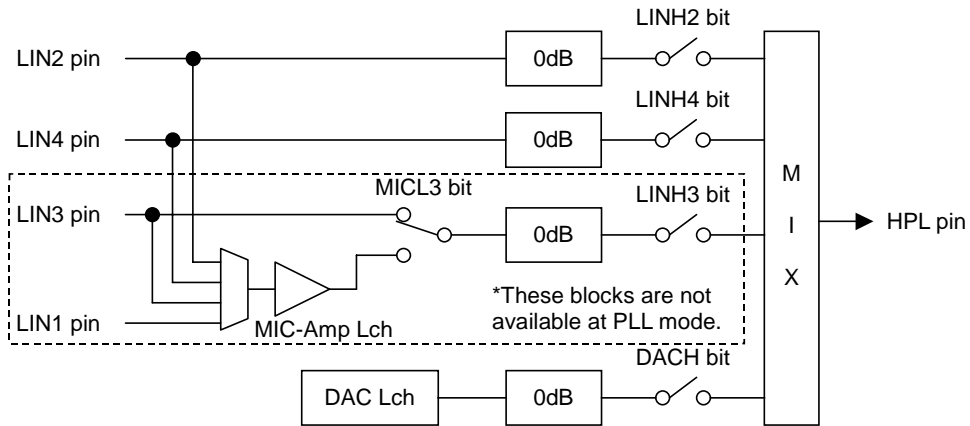 LINH2 bit
LIN2 pin
0dB
LINH4 bit
LIN4 pin
0dB
MICL3 bit
LINH3 bit
LIN3 pin
0dB
M
I
X
HPL pin
LIN1 pin
MIC-Amp Lch
*These blocks are not
available at PLL mode.
DACH bit
DAC Lch
0dB